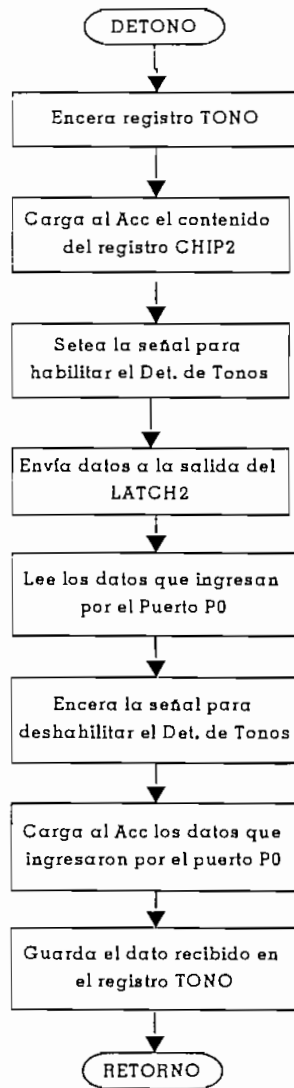 DETONO
Encera registro TONO
Carga al Acc el contenido
del registro CHIP2
Setea la señal para
habilitar el Det. de Tonos
Envía datos a la salida del
LATCH2
Lee los datos que ingresan
por el Puerto P0
Encera la señal para
deshahilitar el Det. de Tonos
Carga al Acc los datos que
ingresaron por el puerto P0
Guarda el dato recibido en
el registro TONO
RETORNO